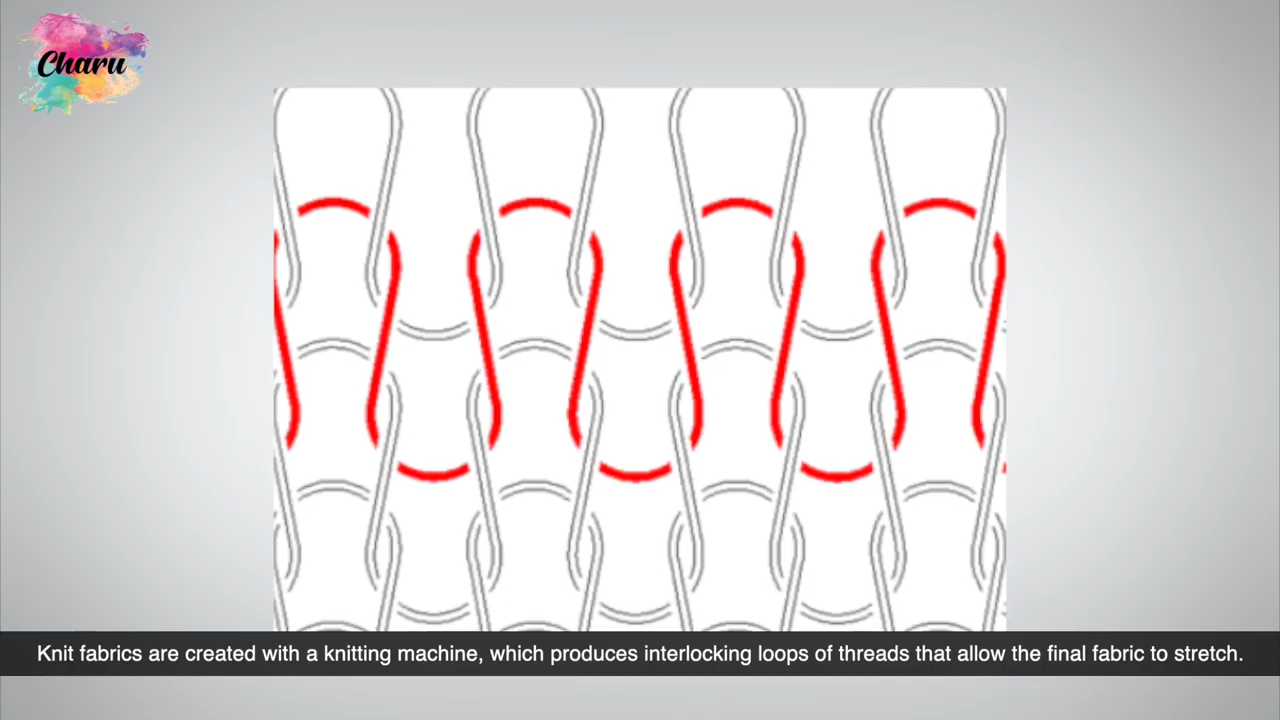 Charu
Knit fabrics are created with a knitting machine, which produces interlocking loops of threads that allow the final fabric to stretch.